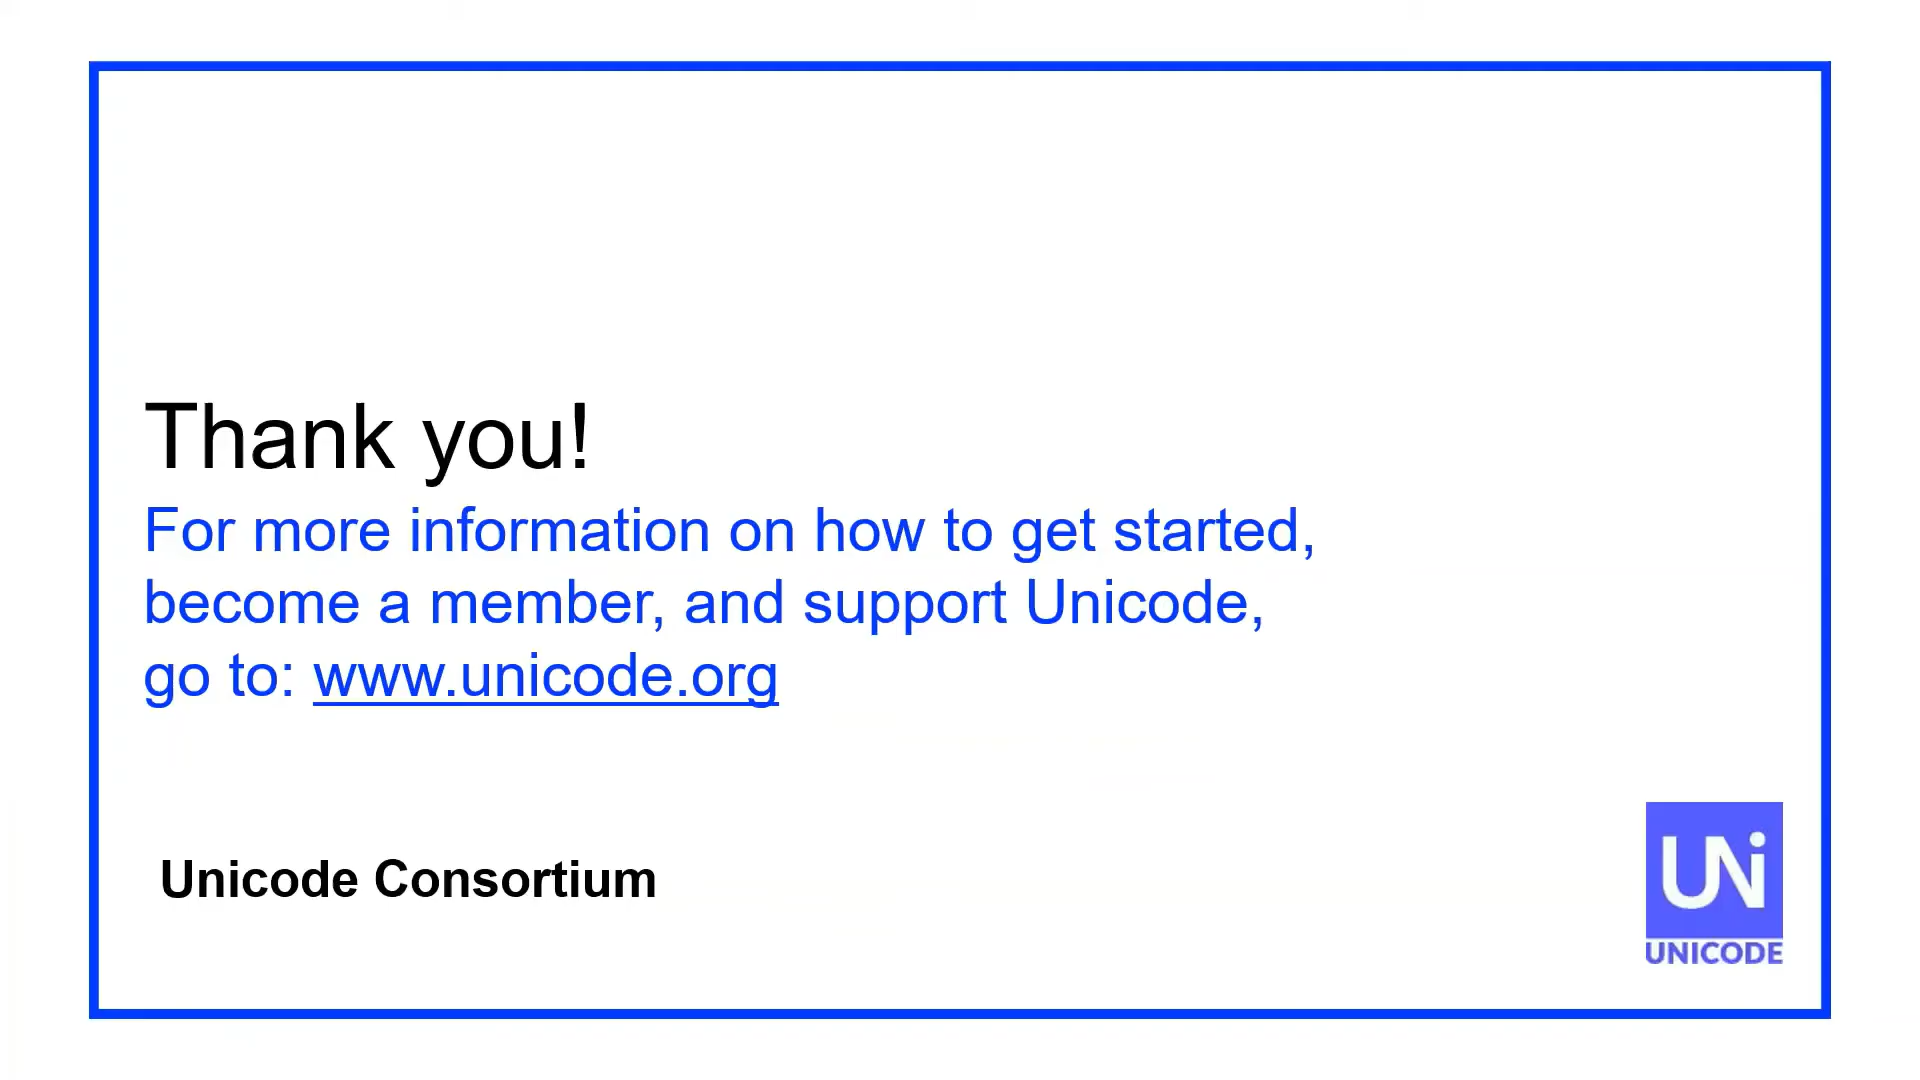 Thank you!
For more information on how to get started,
become a member, and support Unicode,
go to: www.unicode.org
Unicode Consortium
UNi
UNICODE